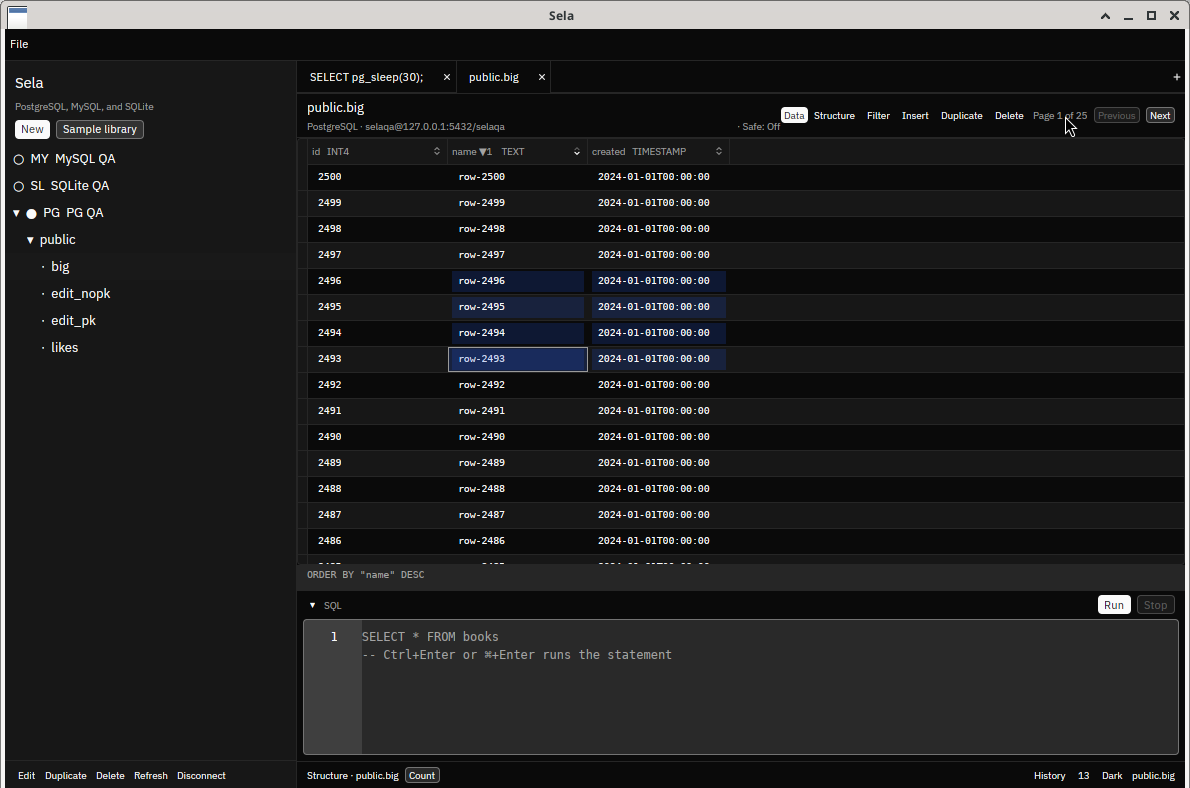 Sela
File
Sela
PostgreSQL, MySQL, and SQLite
New Sample library
MY MySQL QA
SL SQLite QA
▼ PG PG QA
▼ public
· big
· edit_nopk
· edit_pk
· likes
Edit Duplicate Delete Refresh Disconnect
SELECT pg_sleep(30); × public.big × +
public.big
PostgreSQL · selaqa@127.0.0.1:5432/selaqa · Safe: Off
Data Structure Filter Insert Duplicate Delete Page 1 of 25 Previous Next
id INT4 name ▼1 TEXT created TIMESTAMP
2500 row-2500 2024-01-01T00:00:00
2499 row-2499 2024-01-01T00:00:00
2498 row-2498 2024-01-01T00:00:00
2497 row-2497 2024-01-01T00:00:00
2496 row-2496 2024-01-01T00:00:00
2495 row-2495 2024-01-01T00:00:00
2494 row-2494 2024-01-01T00:00:00
2493 row-2493 2024-01-01T00:00:00
2492 row-2492 2024-01-01T00:00:00
2491 row-2491 2024-01-01T00:00:00
2490 row-2490 2024-01-01T00:00:00
2489 row-2489 2024-01-01T00:00:00
2488 row-2488 2024-01-01T00:00:00
2487 row-2487 2024-01-01T00:00:00
2486 row-2486 2024-01-01T00:00:00
ORDER BY "name" DESC
▼ SQL Run Stop
1 SELECT * FROM books
-- Ctrl+Enter or ⌘+Enter runs the statement
Structure · public.big Count History 13 Dark public.big